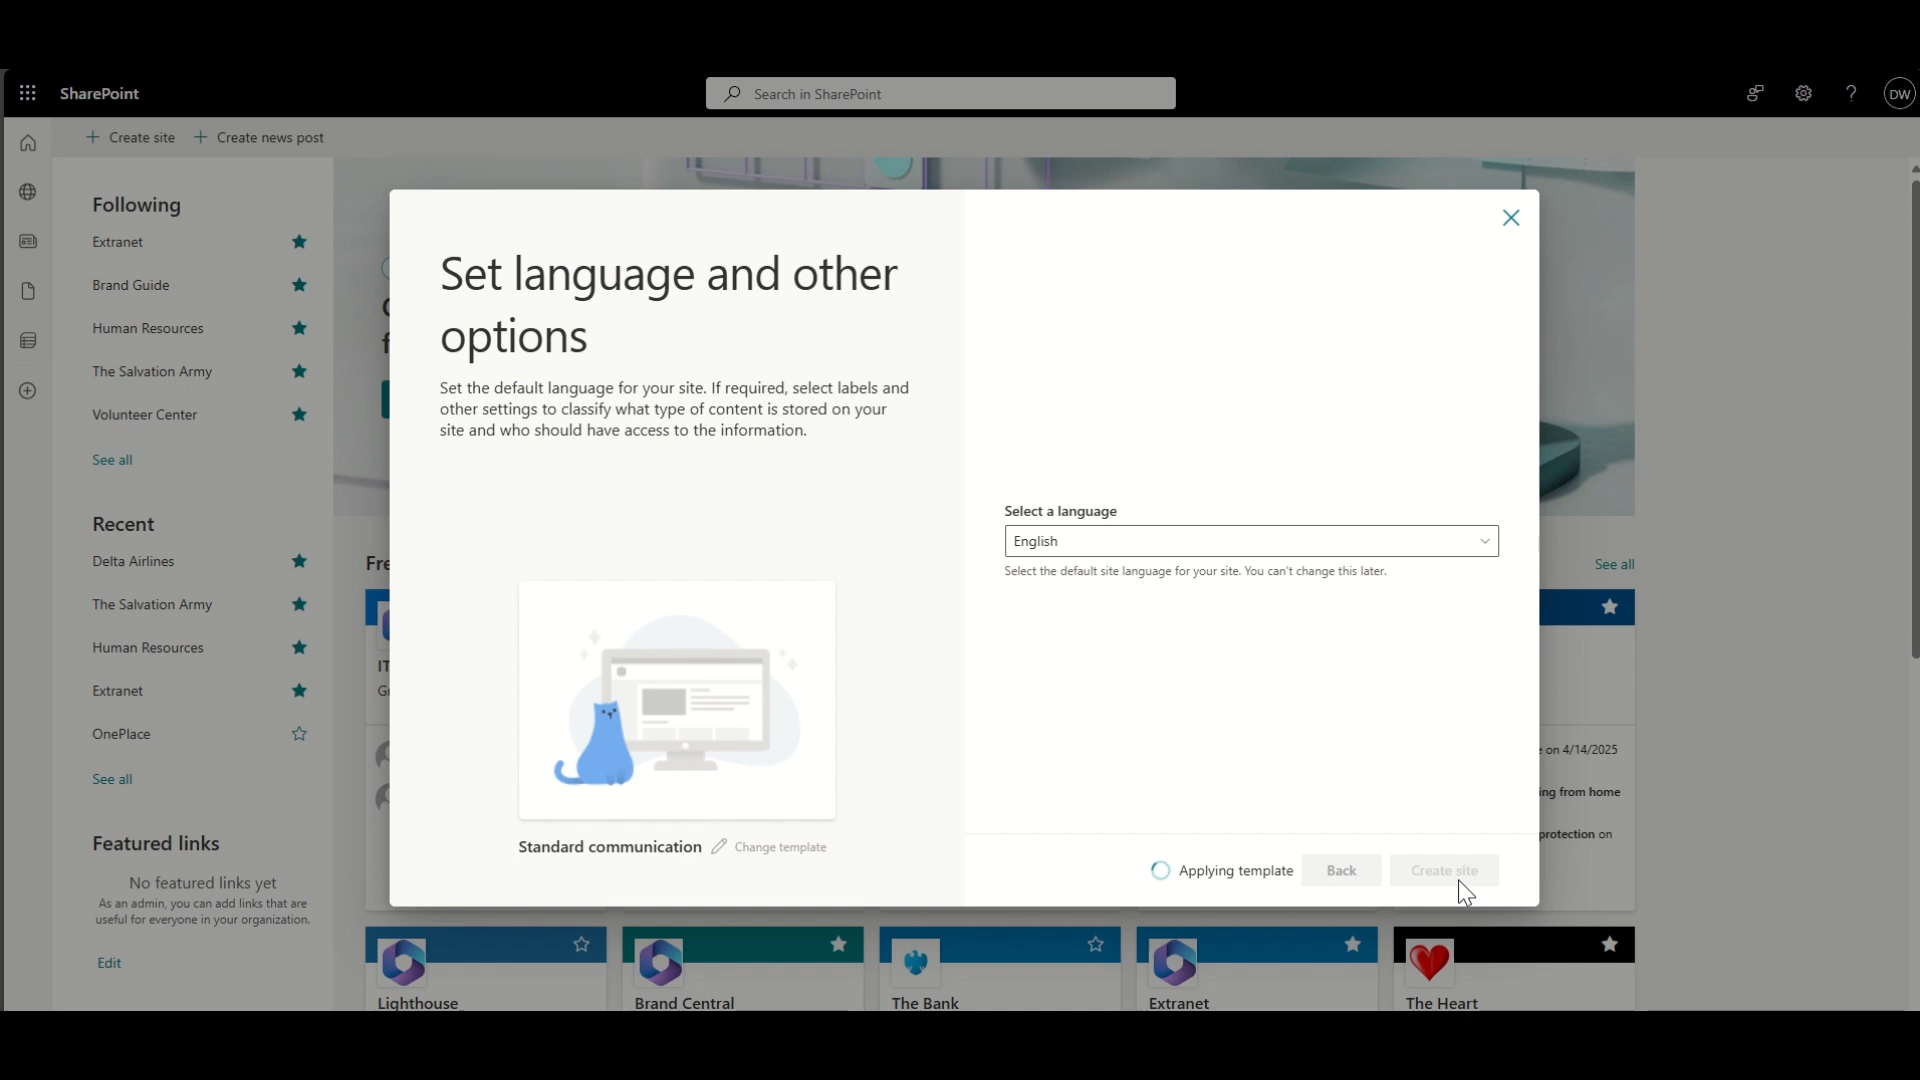 SharePoint
Search in SharePoint
DW
Create site
Create news post
Following
Extranet
Brand Guide
Human Resources
The Salvation Army
Volunteer Center
See all
Recent
Delta Airlines
The Salvation Army
Human Resources
Extranet
OnePlace
See all
Featured links
No featured links yet
As an admin, you can add links that are
useful for everyone in your organization.
Edit
Set language and other
options
Set the default language for your site. If required, select labels and
other settings to classify what type of content is stored on your
site and who should have access to the information.
Standard communication
Change template
Select a language
English
Select the default site language for your site. You can't change this later.
Applying template
Back
Create site
Fre
See all
IT
on 4/14/2025
ing from home
protection on
Lighthouse
Brand Central
The Bank
Extranet
The Heart